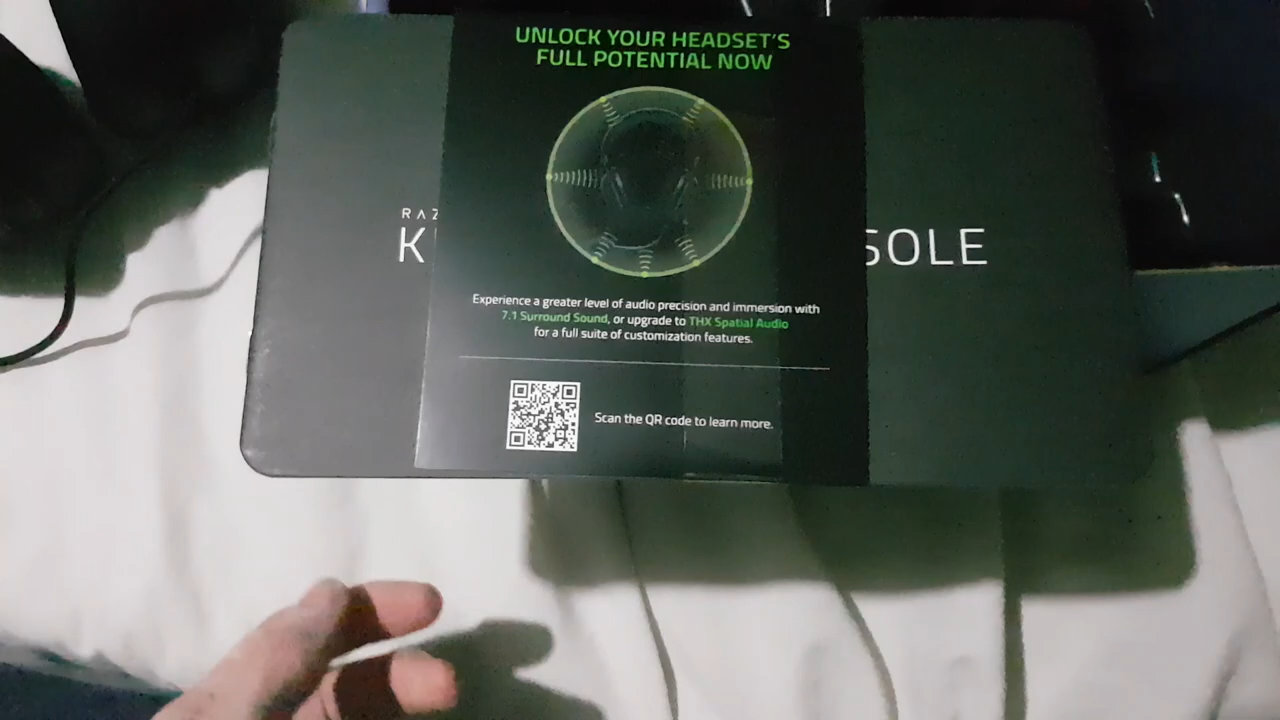 UNLOCK YOUR HEADSET'S
FULL POTENTIAL NOW
Experience a greater level of audio precision and immersion with
7.1 Surround Sound, or upgrade to THX Spatial Audio
for a full suite of customization features.
Scan the QR code to learn more.